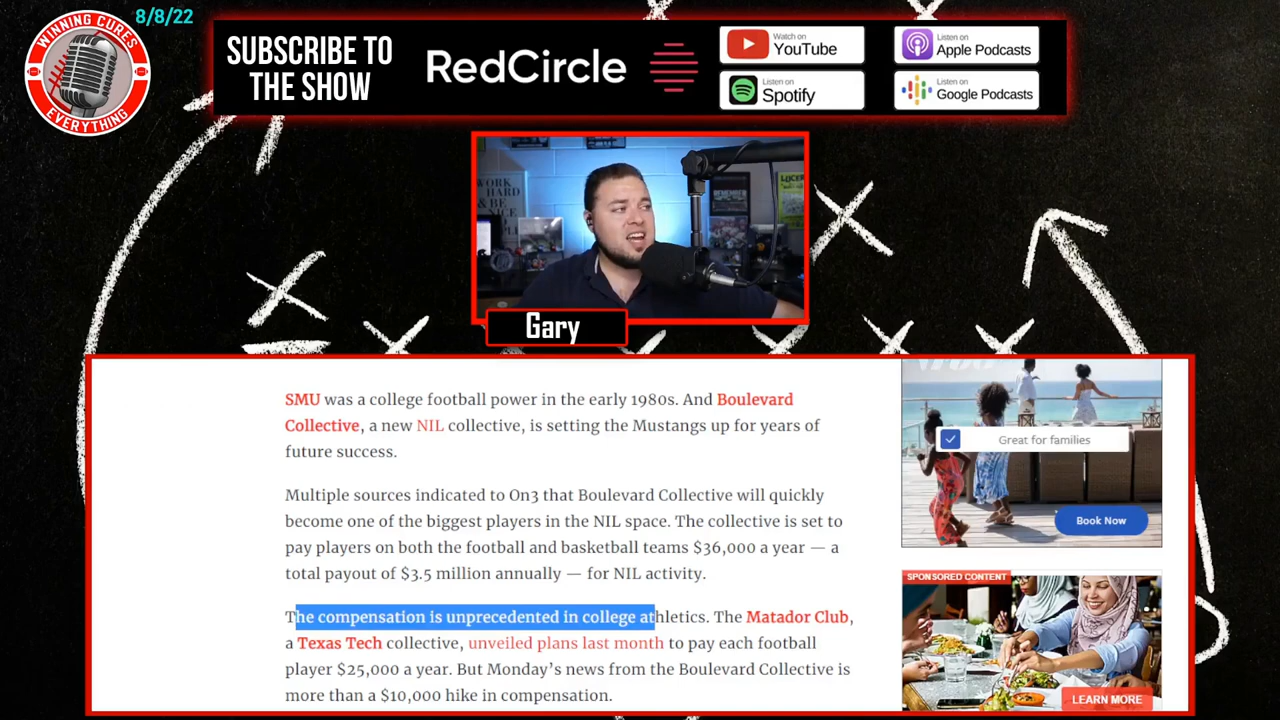 8/8/22
WINNING CURES
EVERYTHING
SUBSCRIBE TO
THE SHOW
RedCircle
Watch on
YouTube
Listen on
Spotify
Listen on
Apple Podcasts
Listen on
Google Podcasts
WORK
HARD
& BE
NICE
Gary
SMU was a college football power in the early 1980s. And Boulevard
Collective, a new NIL collective, is setting the Mustangs up for years of
future success.
Multiple sources indicated to On3 that Boulevard Collective will quickly
become one of the biggest players in the NIL space. The collective is set to
pay players on both the football and basketball teams $36,000 a year — a
total payout of $3.5 million annually — for NIL activity.
The compensation is unprecedented in college athletics. The Matador Club,
a Texas Tech collective, unveiled plans last month to pay each football
player $25,000 a year. But Monday's news from the Boulevard Collective is
more than a $10,000 hike in compensation.
Great for families
Book Now
SPONSORED CONTENT
LEARN MORE